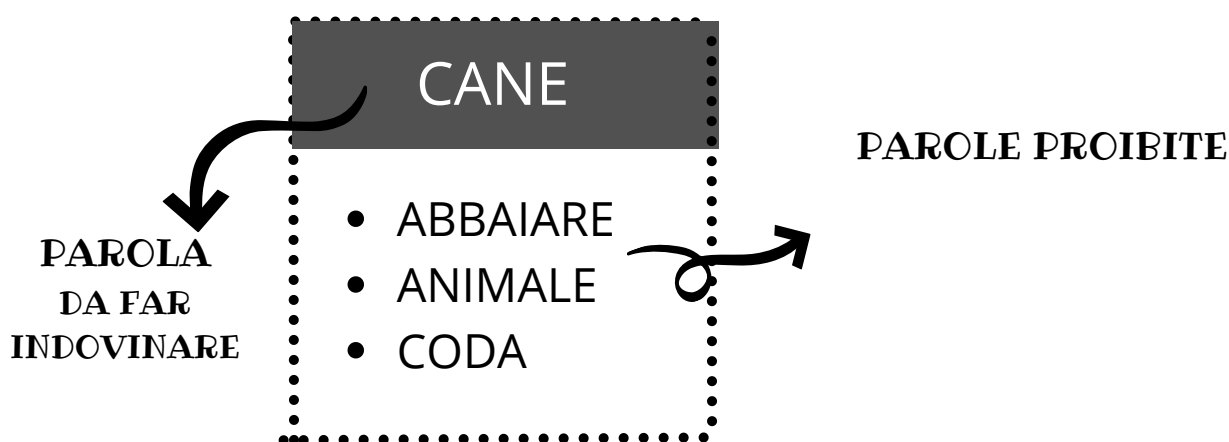 CANE
PAROLE PROIBITE
ABBAIARE
ANIMALE
CODA
PAROLA
DA FAR
INDOVINARE